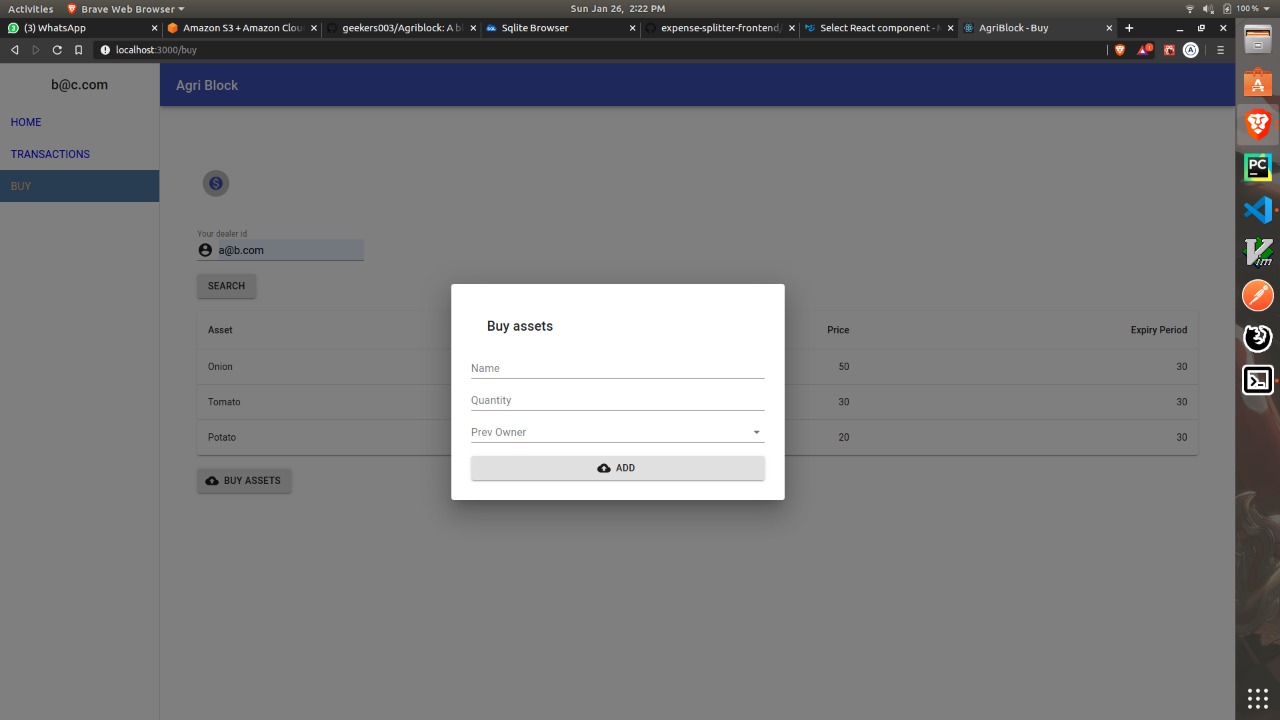 Activities Brave Web Browser Sun Jan 26, 2:22 PM 100 %
(3) WhatsApp Amazon S3 + Amazon Clou geekers003/Agriblock: A bl Sqlite Browser expense-splitter-frontend/ Select React component - M AgriBlock - Buy
localhost:3000/buy
b@c.com Agri Block
HOME
TRANSACTIONS
BUY
Your dealer id
a@b.com
SEARCH
Asset Price Expiry Period
Onion 50 30
Tomato 30 30
Potato 20 30
BUY ASSETS
Buy assets
Name
Quantity
Prev Owner
ADD
PC
Vim